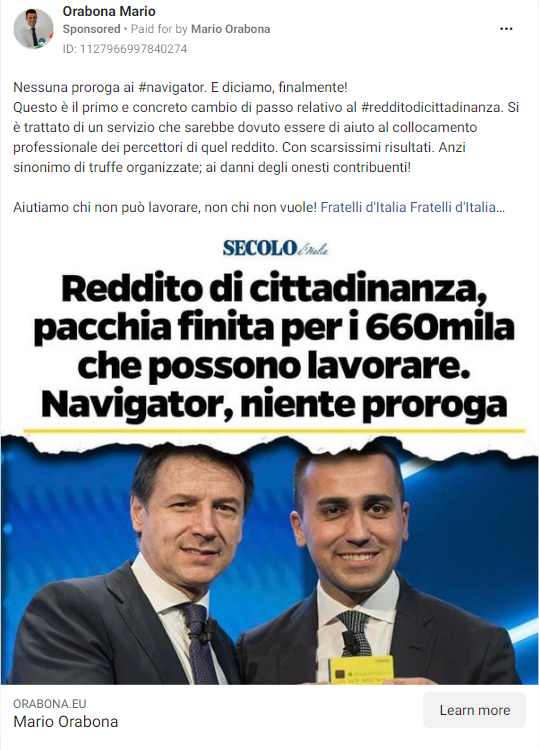 Orabona Mario
Sponsored • Paid for by Mario Orabona
ID: 1127966997840274
Nessuna proroga ai #navigator. E diciamo, finalmente!
Questo è il primo e concreto cambio di passo relativo al #redditodicittadinanza. Si
è trattato di un servizio che sarebbe dovuto essere di aiuto al collocamento
professionale dei percettori di quel reddito. Con scarsissimi risultati. Anzi
sinonimo di truffe organizzate; ai danni degli onesti contribuenti!
Aiutiamo chi non può lavorare, non chi non vuole! Fratelli d'Italia Fratelli d'Italia...
SECOLO d'Italia
Reddito di cittadinanza,
pacchia finita per i 660mila
che possono lavorare.
Navigator, niente proroga
ORABONA.EU
Mario Orabona
Learn more